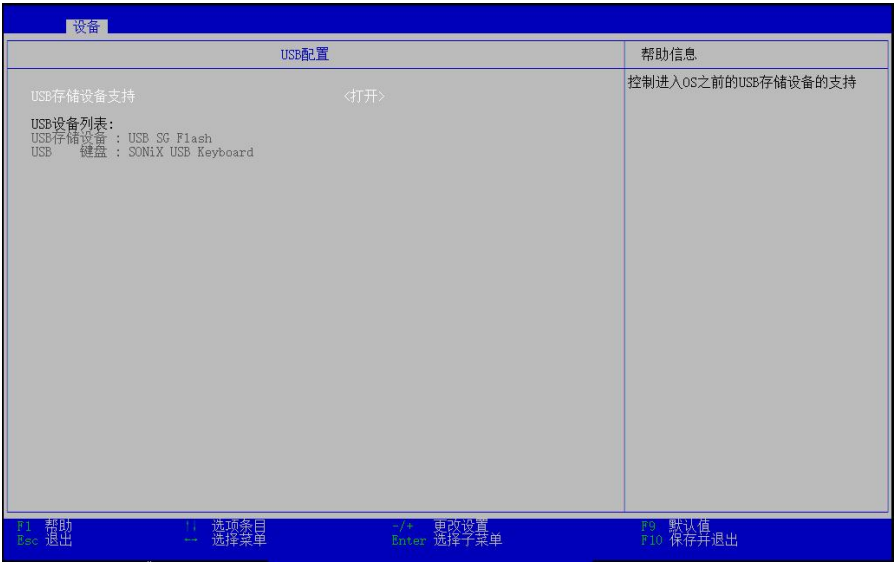 设备
USB配置
帮助信息
USB存储设备支持 <打开>
控制进入OS之前的USB存储设备的支持
USB设备列表:
USB存储设备 : USB SG Flash
USB 键盘 : SONiX USB Keyboard
F1 帮助 ↑↓ 选项条目 -/+ 更改设置 F9 默认值
Esc 退出 ←→ 选择菜单 Enter 选择子菜单 F10 保存并退出